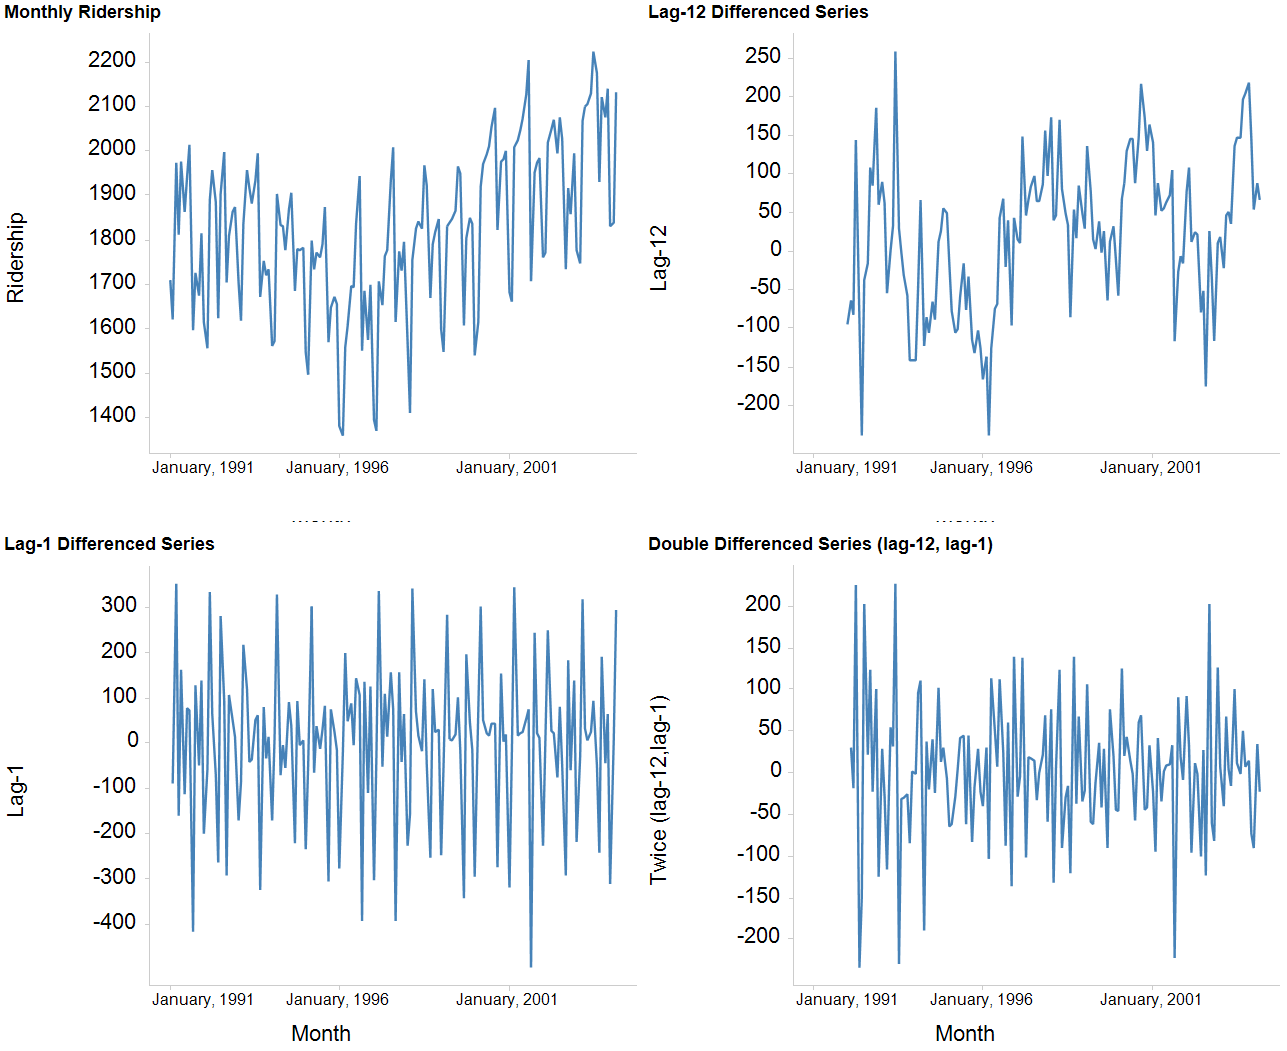 Monthly Ridership
2200
2100
2000
1900
1800
1700
1600
1500
1400
Ridership
January, 1991 January, 1996 January, 2001
Lag-12 Differenced Series
250
200
150
100
50
0
-50
-100
-150
-200
Lag-12
January, 1991 January, 1996 January, 2001
Lag-1 Differenced Series
300
200
100
0
-100
-200
-300
-400
Lag-1
January, 1991 January, 1996 January, 2001
Month
Double Differenced Series (lag-12, lag-1)
200
150
100
50
0
-50
-100
-150
-200
Twice (lag-12,lag-1)
January, 1991 January, 1996 January, 2001
Month